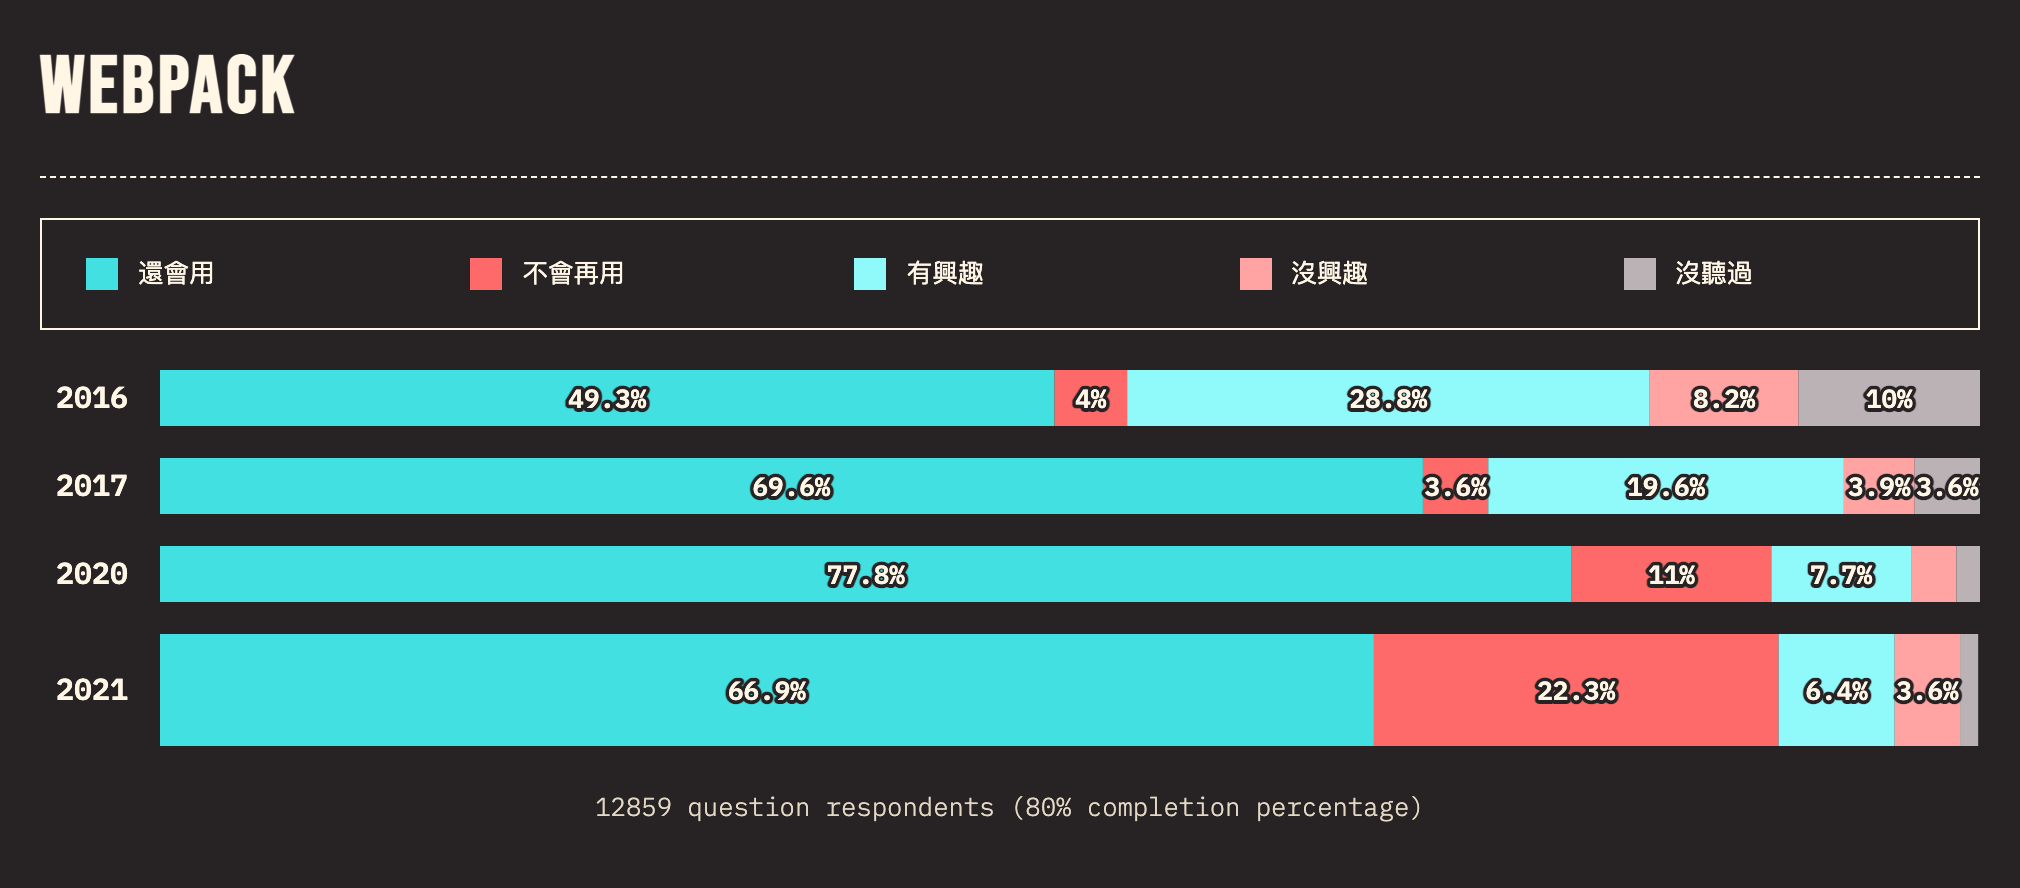 WEBPACK
還會用 不會再用 有興趣 沒興趣 沒聽過
2016 49.3% 4% 28.8% 8.2% 10%
2017 69.6% 3.6% 19.6% 3.9% 3.6%
2020 77.8% 11% 7.7%
2021 66.9% 22.3% 6.4% 3.6%
12859 question respondents (80% completion percentage)